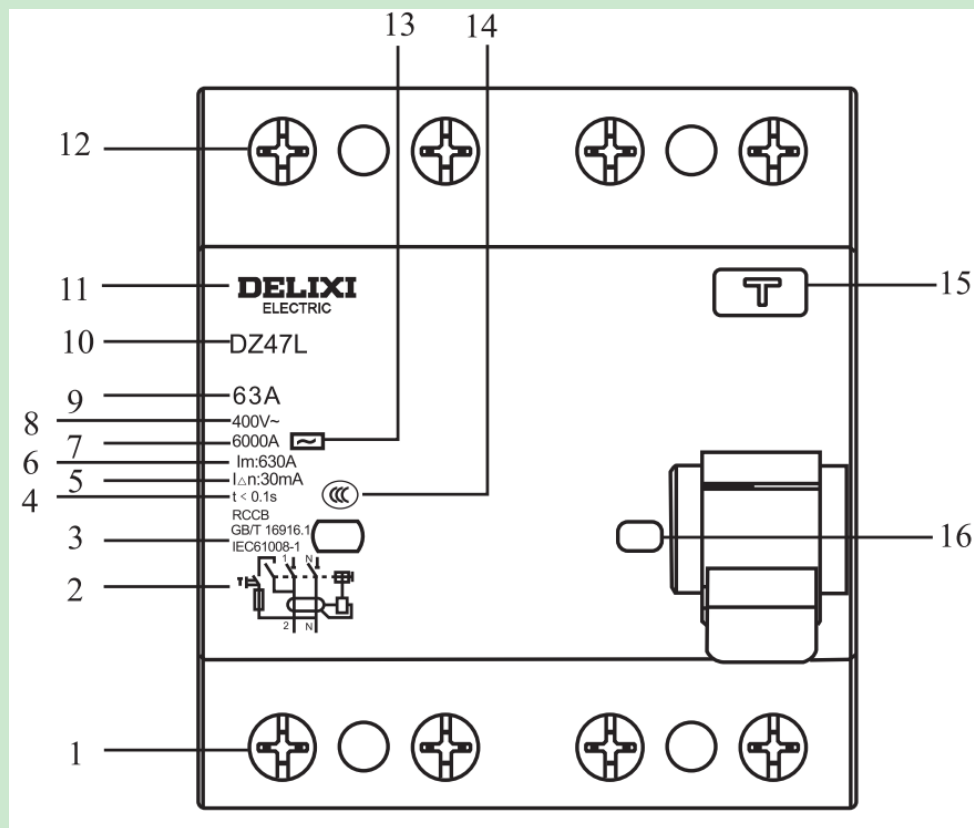 13
14
12
11
DELIXI
ELECTRIC
T
15
10
DZ47L
9
63A
8
400V~
7
6000A ~
6
Im:630A
5
I△n:30mA
4
t < 0.1s
CCC
RCCB
GB/T 16916.1
3
IEC61008-1
16
1 N
2
T
2 N
1